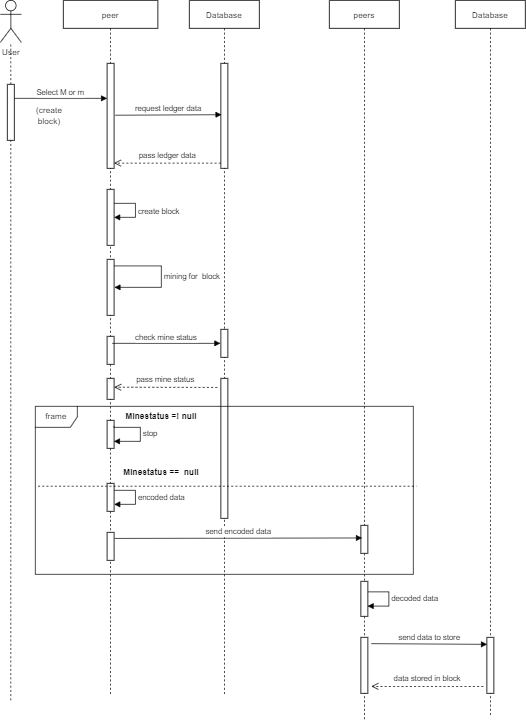 peer
Database
peers
Database
User
Select M or m
(create
block)
request ledger data
pass ledger data
create block
mining for block
check mine status
pass mine status
frame
Minestatus =! null
stop
Minestatus == null
encoded data
send encoded data
decoded data
send data to store
data stored in block